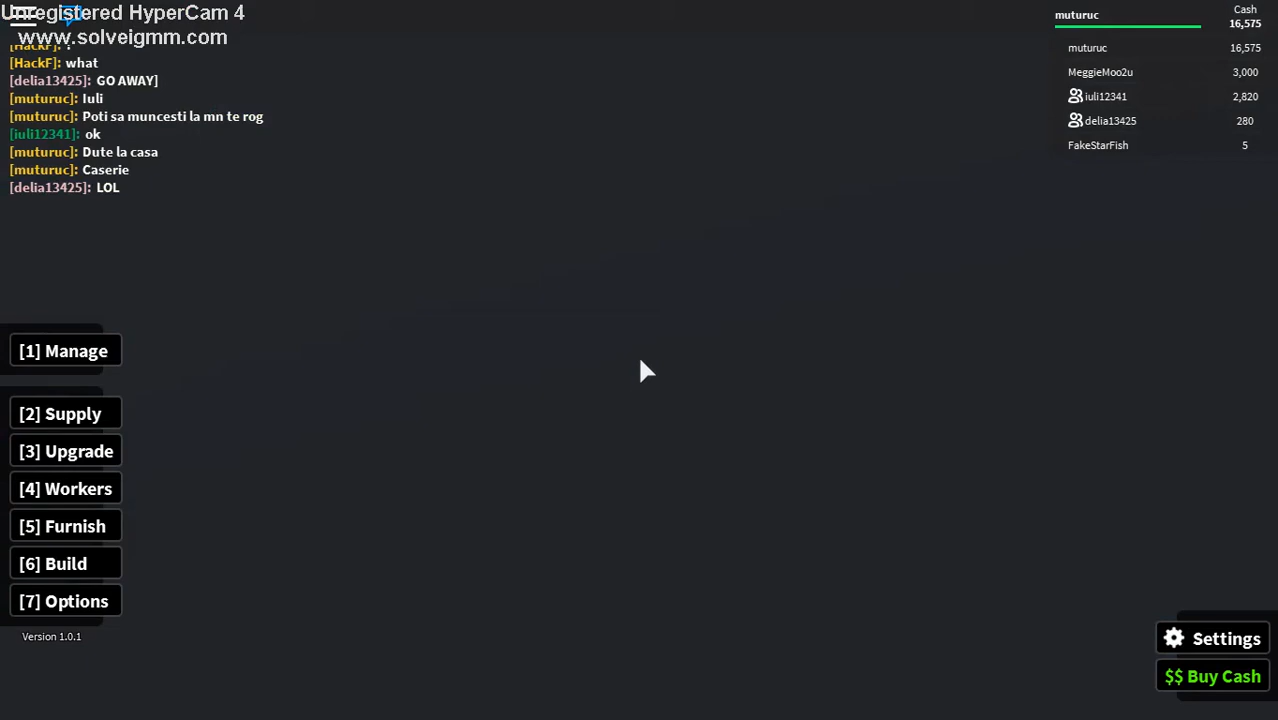 Unregistered HyperCam 4
www.solveigmm.com
[HackF]: ?
[HackF]: what
[delia13425]: GO AWAY]
[muturuc]: Iuli
[muturuc]: Poti sa muncesti la mn te rog
[iuli12341]: ok
[muturuc]: Dute la casa
[muturuc]: Caserie
[delia13425]: LOL
muturuc Cash
16,575
muturuc 16,575
MeggieMoo2u 3,000
iuli12341 2,820
delia13425 280
FakeStarFish 5
[1] Manage
[2] Supply
[3] Upgrade
[4] Workers
[5] Furnish
[6] Build
[7] Options
Version 1.0.1
Settings
$$ Buy Cash